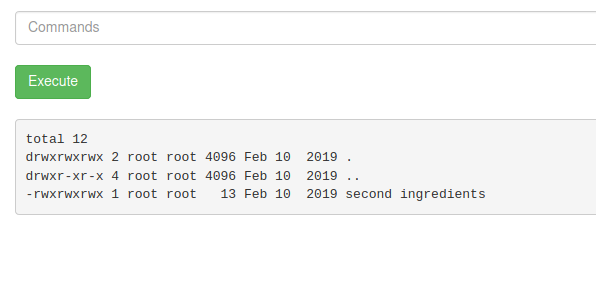 Commands
Execute
total 12
drwxrwxrwx 2 root root 4096 Feb 10  2019 .
drwxr-xr-x 4 root root 4096 Feb 10  2019 ..
-rwxrwxrwx 1 root root   13 Feb 10  2019 second ingredients